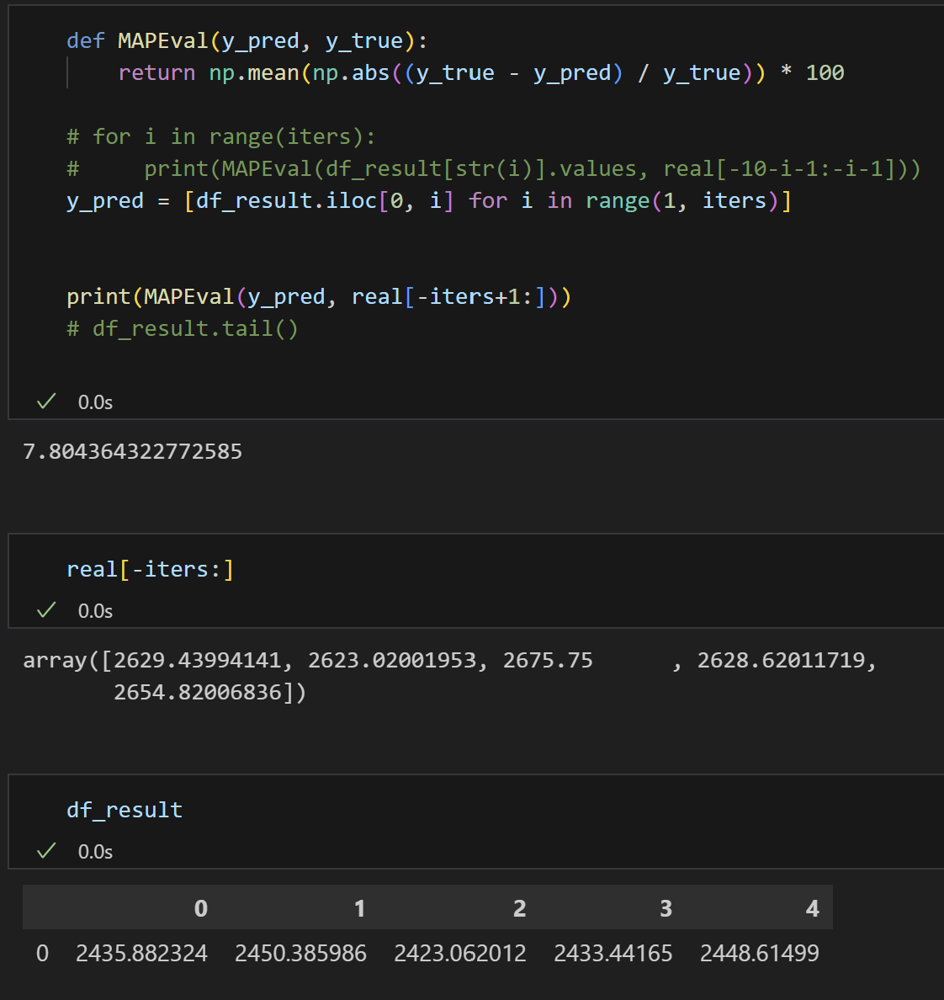 def MAPEval(y_pred, y_true):
    return np.mean(np.abs((y_true - y_pred) / y_true)) * 100
# for i in range(iters):
#     print(MAPEval(df_result[str(i)].values, real[-10-i-1:-i-1]))
y_pred = [df_result.iloc[0, i] for i in range(1, iters)]
print(MAPEval(y_pred, real[-iters+1:]))
# df_result.tail()
0.0s
7.804364322772585
real[-iters:]
0.0s
array([2629.43994141, 2623.02001953, 2675.75      , 2628.62011719,
       2654.82006836])
df_result
0.0s
0 1 2 3 4
0 2435.882324 2450.385986 2423.062012 2433.44165 2448.61499